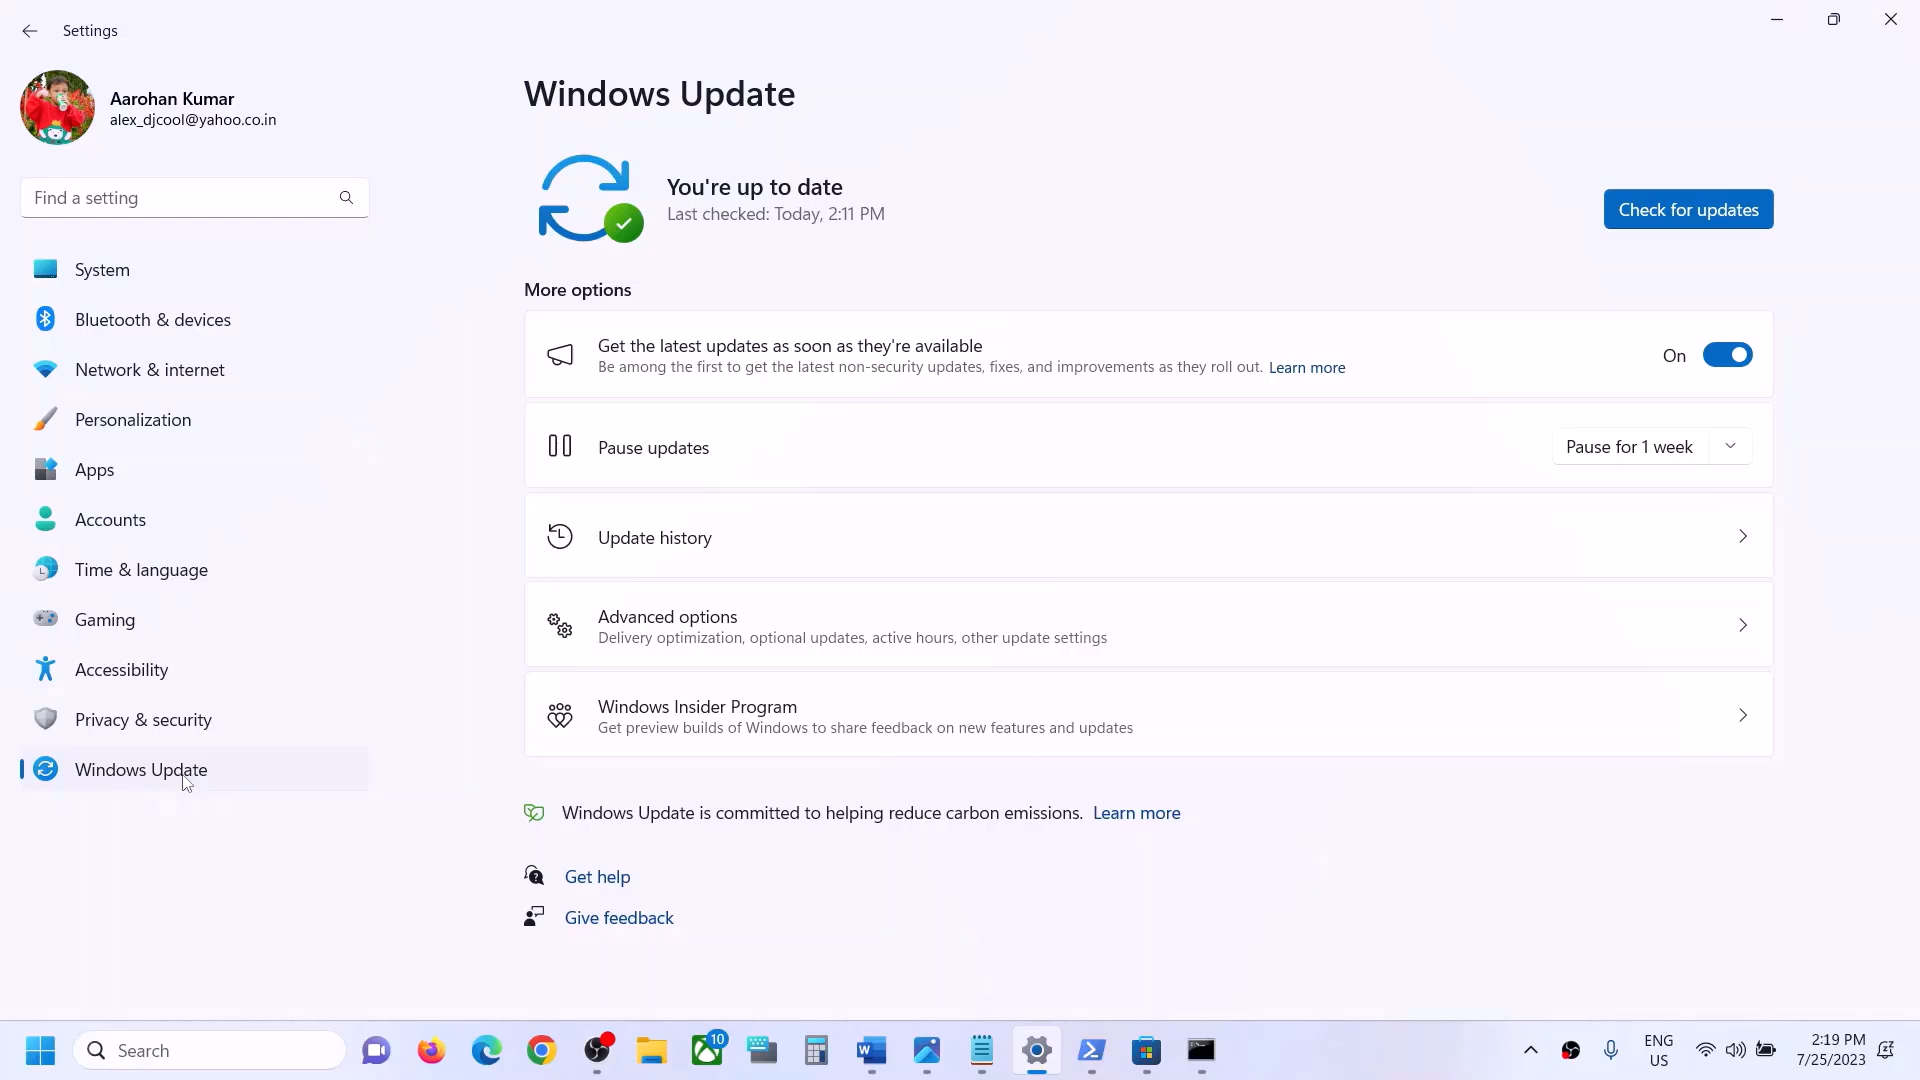 Settings
Aarohan Kumar
alex_djcool@yahoo.co.in
Find a setting
System
Bluetooth & devices
Network & internet
Personalization
Apps
Accounts
Time & language
Gaming
Accessibility
Privacy & security
Windows Update
Windows Update
You're up to date
Last checked: Today, 2:11 PM
Check for updates
More options
Get the latest updates as soon as they're available
Be among the first to get the latest non-security updates, fixes, and improvements as they roll out. Learn more
On
Pause updates
Pause for 1 week
Update history
Advanced options
Delivery optimization, optional updates, active hours, other update settings
Windows Insider Program
Get preview builds of Windows to share feedback on new features and updates
Windows Update is committed to helping reduce carbon emissions. Learn more
Get help
Give feedback
Search
10
ENG
US
2:19 PM
7/25/2023